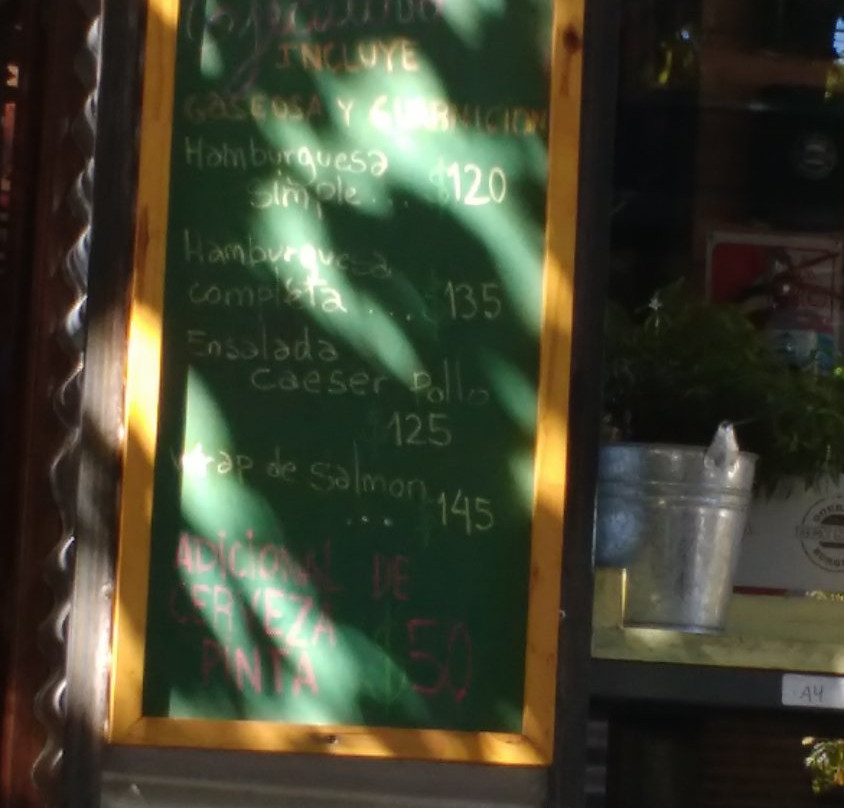 INCLUYE
GASEOSA Y GUARNICION
Hamburguesa
simple... $120
Hamburguesa
completa .... $135
Ensalada
caeser Pollo
$125
wrap de salmon
... $145
ADICIONAL DE
CERVEZA
PINTA $50
A4